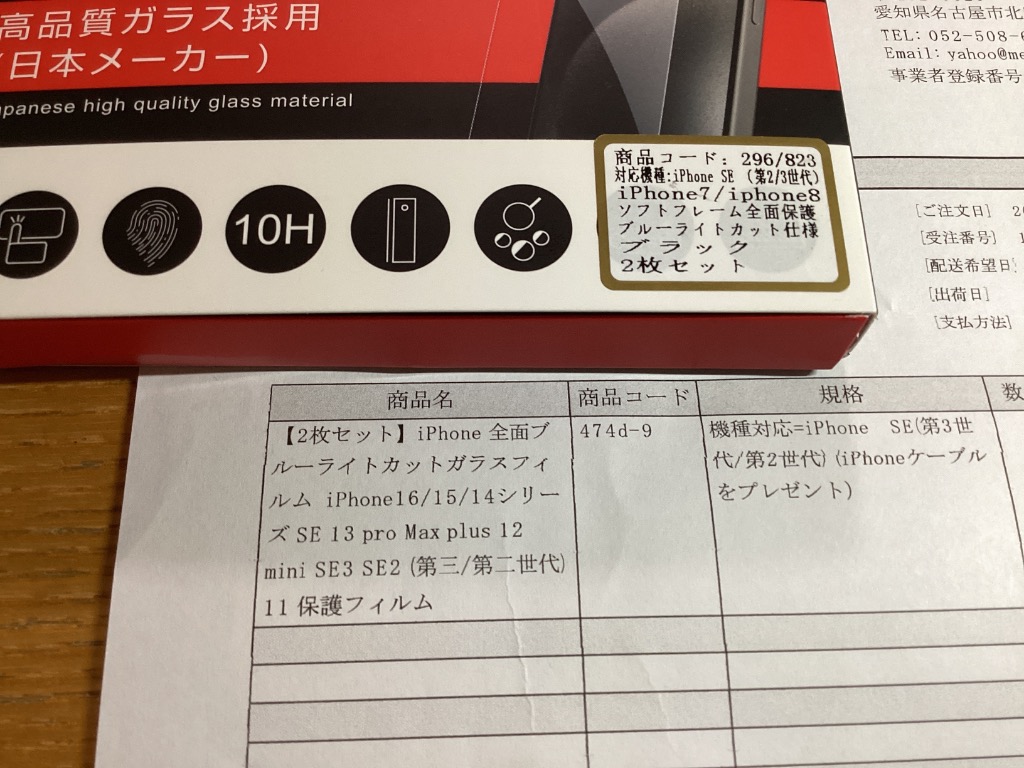 高品質ガラス採用
(日本メーカー)
apanese high quality glass material
10H
商品コード: 296/823
対応機種:iPhone SE (第2/3世代)
iPhone7/iphone8
ソフトフレーム全面保護
ブルーライトカット仕様
ブラック
2枚セット
愛知県名古屋市北
TEL: 052-508-
Email: yahoo@me
事業者登録番号
[ご注文日]
[受注番号]
[配送希望日]
[出荷日]
[支払方法]
商品名 商品コード 規格 数
【2枚セット】iPhone 全面ブ
ルーライトカットガラスフィ
ルム iPhone16/15/14シリー
ズ SE 13 pro Max plus 12
mini SE3 SE2 (第三/第二世代)
11 保護フィルム
474d-9
機種対応=iPhone SE(第3世
代/第2世代) (iPhoneケーブル
をプレゼント)